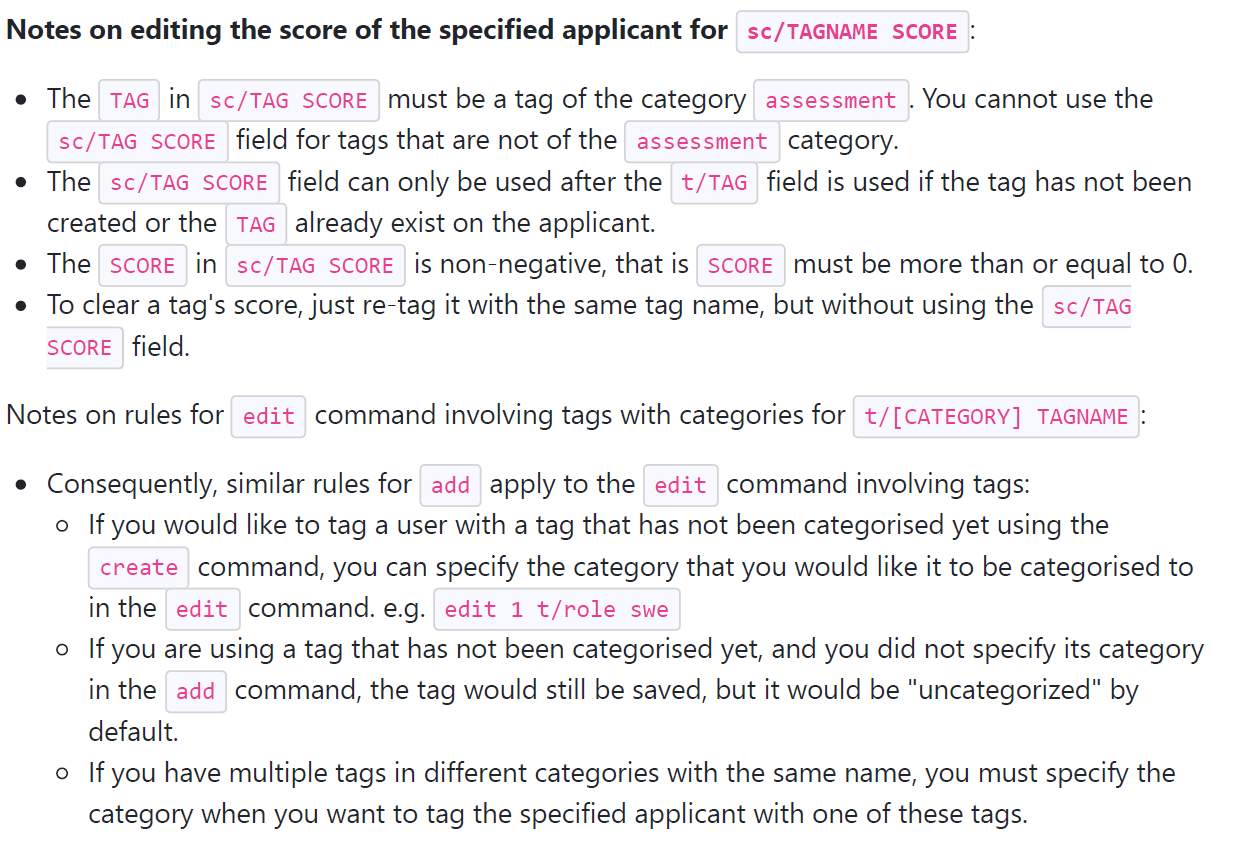 Notes on editing the score of the specified applicant for sc/TAGNAME SCORE:
• The TAG in sc/TAG SCORE must be a tag of the category assessment. You cannot use the
sc/TAG SCORE field for tags that are not of the assessment category.
• The sc/TAG SCORE field can only be used after the t/TAG field is used if the tag has not been
created or the TAG already exist on the applicant.
• The SCORE in sc/TAG SCORE is non-negative, that is SCORE must be more than or equal to 0.
• To clear a tag's score, just re-tag it with the same tag name, but without using the sc/TAG
SCORE field.
Notes on rules for edit command involving tags with categories for t/[CATEGORY] TAGNAME:
• Consequently, similar rules for add apply to the edit command involving tags:
○ If you would like to tag a user with a tag that has not been categorised yet using the
create command, you can specify the category that you would like it to be categorised to
in the edit command. e.g. edit 1 t/role swe
○ If you are using a tag that has not been categorised yet, and you did not specify its category
in the add command, the tag would still be saved, but it would be "uncategorized" by
default.
○ If you have multiple tags in different categories with the same name, you must specify the
category when you want to tag the specified applicant with one of these tags.